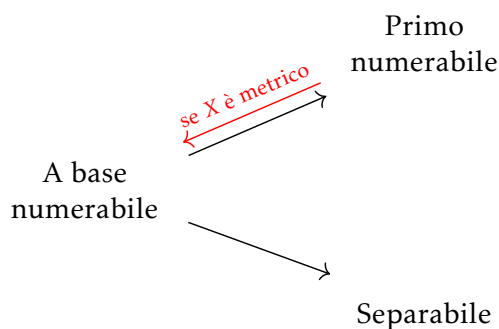 Primo
numerabile
se X è metrico
A base
numerabile
Separabile